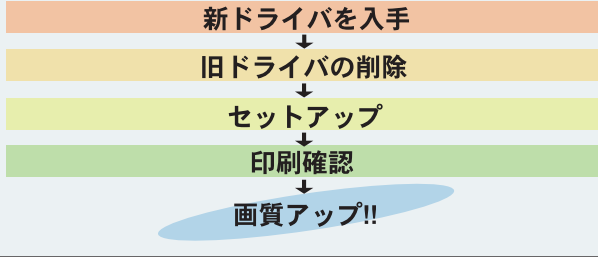 新ドライバを入手
旧ドライバの削除
セットアップ
印刷確認
画質アップ!!